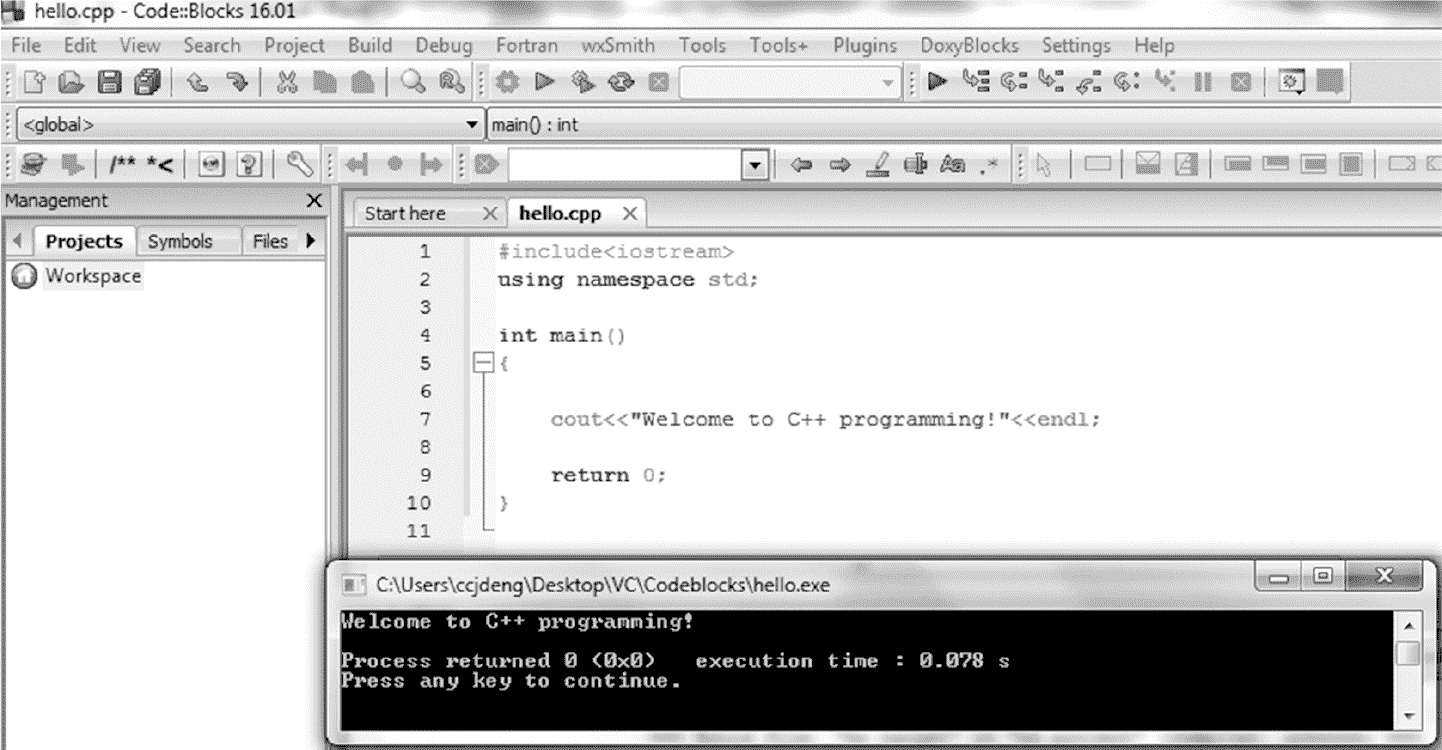 hello.cpp - Code::Blocks 16.01
File Edit View Search Project Build Debug Fortran wxSmith Tools Tools+ Plugins DoxyBlocks Settings Help
<global> main() : int
/** *<
Management
Start here hello.cpp
Projects Symbols Files
Workspace
1 #include<iostream>
2 using namespace std;
3
4 int main()
5 {
6
7 cout<<"Welcome to C++ programming!"<<endl;
8
9 return 0;
10 }
11
C:\Users\ccjdeng\Desktop\VC\Codeblocks\hello.exe
Welcome to C++ programming!
Process returned 0 (0x0) execution time : 0.078 s
Press any key to continue.